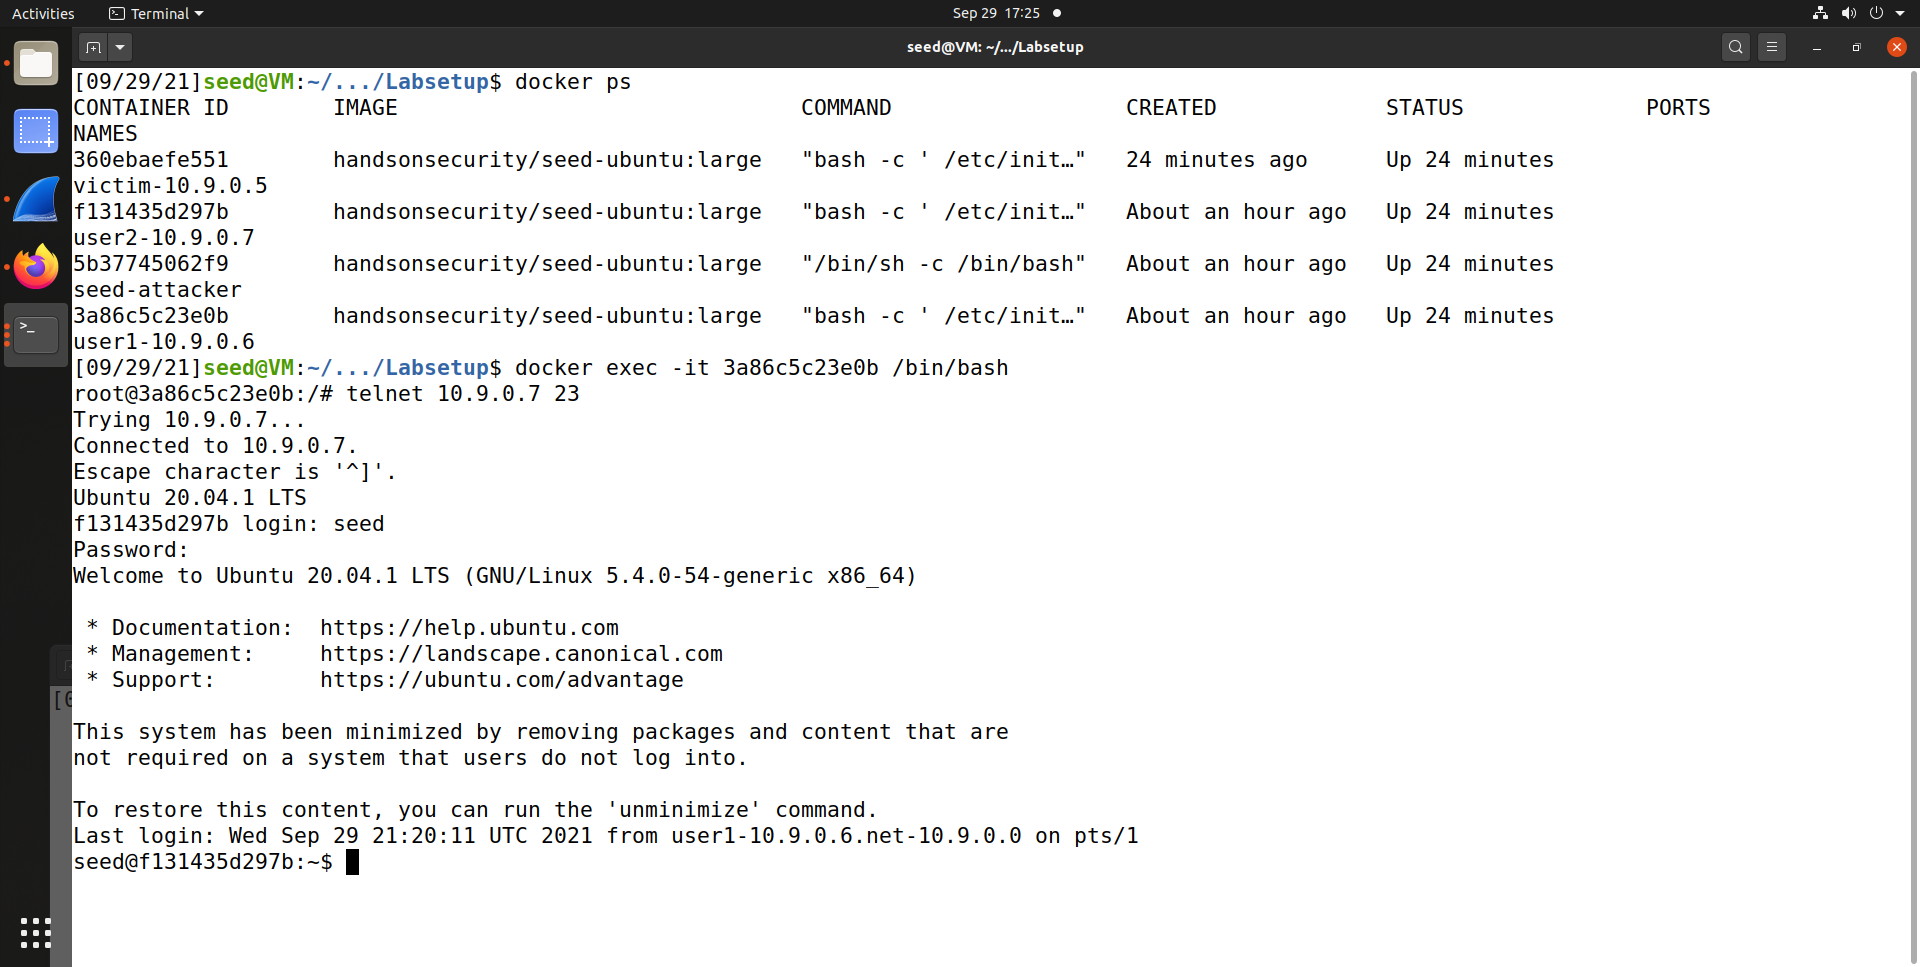 Activities Terminal Sep 29 17:25
seed@VM: ~/.../Labsetup
[09/29/21]seed@VM:~/.../Labsetup$ docker ps
CONTAINER ID        IMAGE                               COMMAND                  CREATED             STATUS              PORTS
NAMES
360ebaefe551        handsonsecurity/seed-ubuntu:large   "bash -c ' /etc/init…"   24 minutes ago      Up 24 minutes
victim-10.9.0.5
f131435d297b        handsonsecurity/seed-ubuntu:large   "bash -c ' /etc/init…"   About an hour ago   Up 24 minutes
user2-10.9.0.7
5b37745062f9        handsonsecurity/seed-ubuntu:large   "/bin/sh -c /bin/bash"   About an hour ago   Up 24 minutes
seed-attacker
3a86c5c23e0b        handsonsecurity/seed-ubuntu:large   "bash -c ' /etc/init…"   About an hour ago   Up 24 minutes
user1-10.9.0.6
[09/29/21]seed@VM:~/.../Labsetup$ docker exec -it 3a86c5c23e0b /bin/bash
root@3a86c5c23e0b:/# telnet 10.9.0.7 23
Trying 10.9.0.7...
Connected to 10.9.0.7.
Escape character is '^]'.
Ubuntu 20.04.1 LTS
f131435d297b login: seed
Password:
Welcome to Ubuntu 20.04.1 LTS (GNU/Linux 5.4.0-54-generic x86_64)
 * Documentation:  https://help.ubuntu.com
 * Management:     https://landscape.canonical.com
 * Support:        https://ubuntu.com/advantage
This system has been minimized by removing packages and content that are
not required on a system that users do not log into.
To restore this content, you can run the 'unminimize' command.
Last login: Wed Sep 29 21:20:11 UTC 2021 from user1-10.9.0.6.net-10.9.0.0 on pts/1
seed@f131435d297b:~$